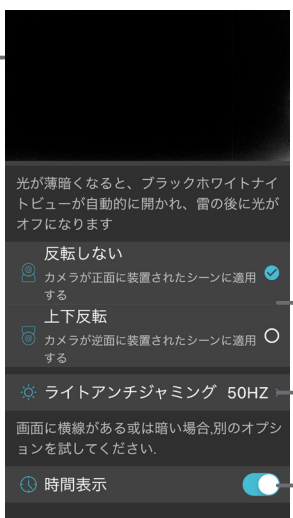 光が薄暗くなると、ブラックホワイトナイ
トビューが自動的に開かれ、雷の後に光が
オフになります
反転しない
カメラが正面に装置されたシーンに適用
する
上下反転
カメラが逆面に装置されたシーンに適用
する
ライトアンチジャミング 50HZ
画面に横線がある或は暗い場合,別のオプシ
ョンを試してください.
時間表示